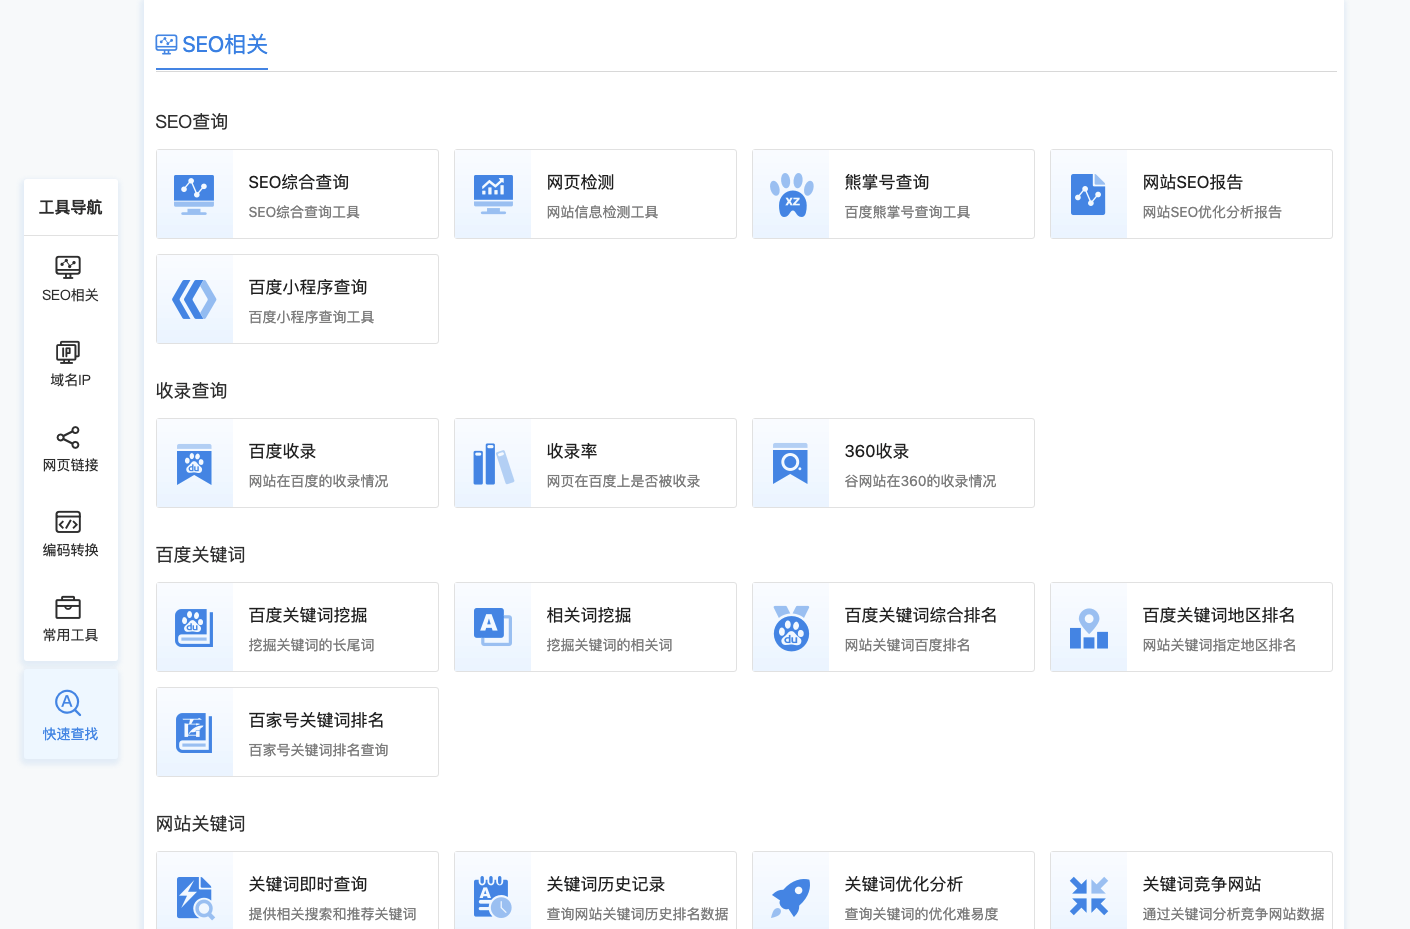 SEO相关
SEO查询
SEO综合查询
SEO综合查询工具
网页检测
网站信息检测工具
XZ
熊掌号查询
百度熊掌号查询工具
网站SEO报告
网站SEO优化分析报告
百度小程序查询
百度小程序查询工具
收录查询
du
百度收录
网站在百度的收录情况
收录率
网页在百度上是否被收录
360收录
谷网站在360的收录情况
百度关键词
du
百度关键词挖掘
挖掘关键词的长尾词
A
相关词挖掘
挖掘关键词的相关词
du
百度关键词综合排名
网站关键词百度排名
百度关键词地区排名
网站关键词指定地区排名
百
百家号关键词排名
百家号关键词排名查询
网站关键词
关键词即时查询
提供相关搜索和推荐关键词
A
关键词历史记录
查询网站关键词历史排名数据
关键词优化分析
查询关键词的优化难易度
关键词竞争网站
通过关键词分析竞争网站数据
工具导航
SEO相关
IP
域名IP
网页链接
编码转换
常用工具
A
快速查找